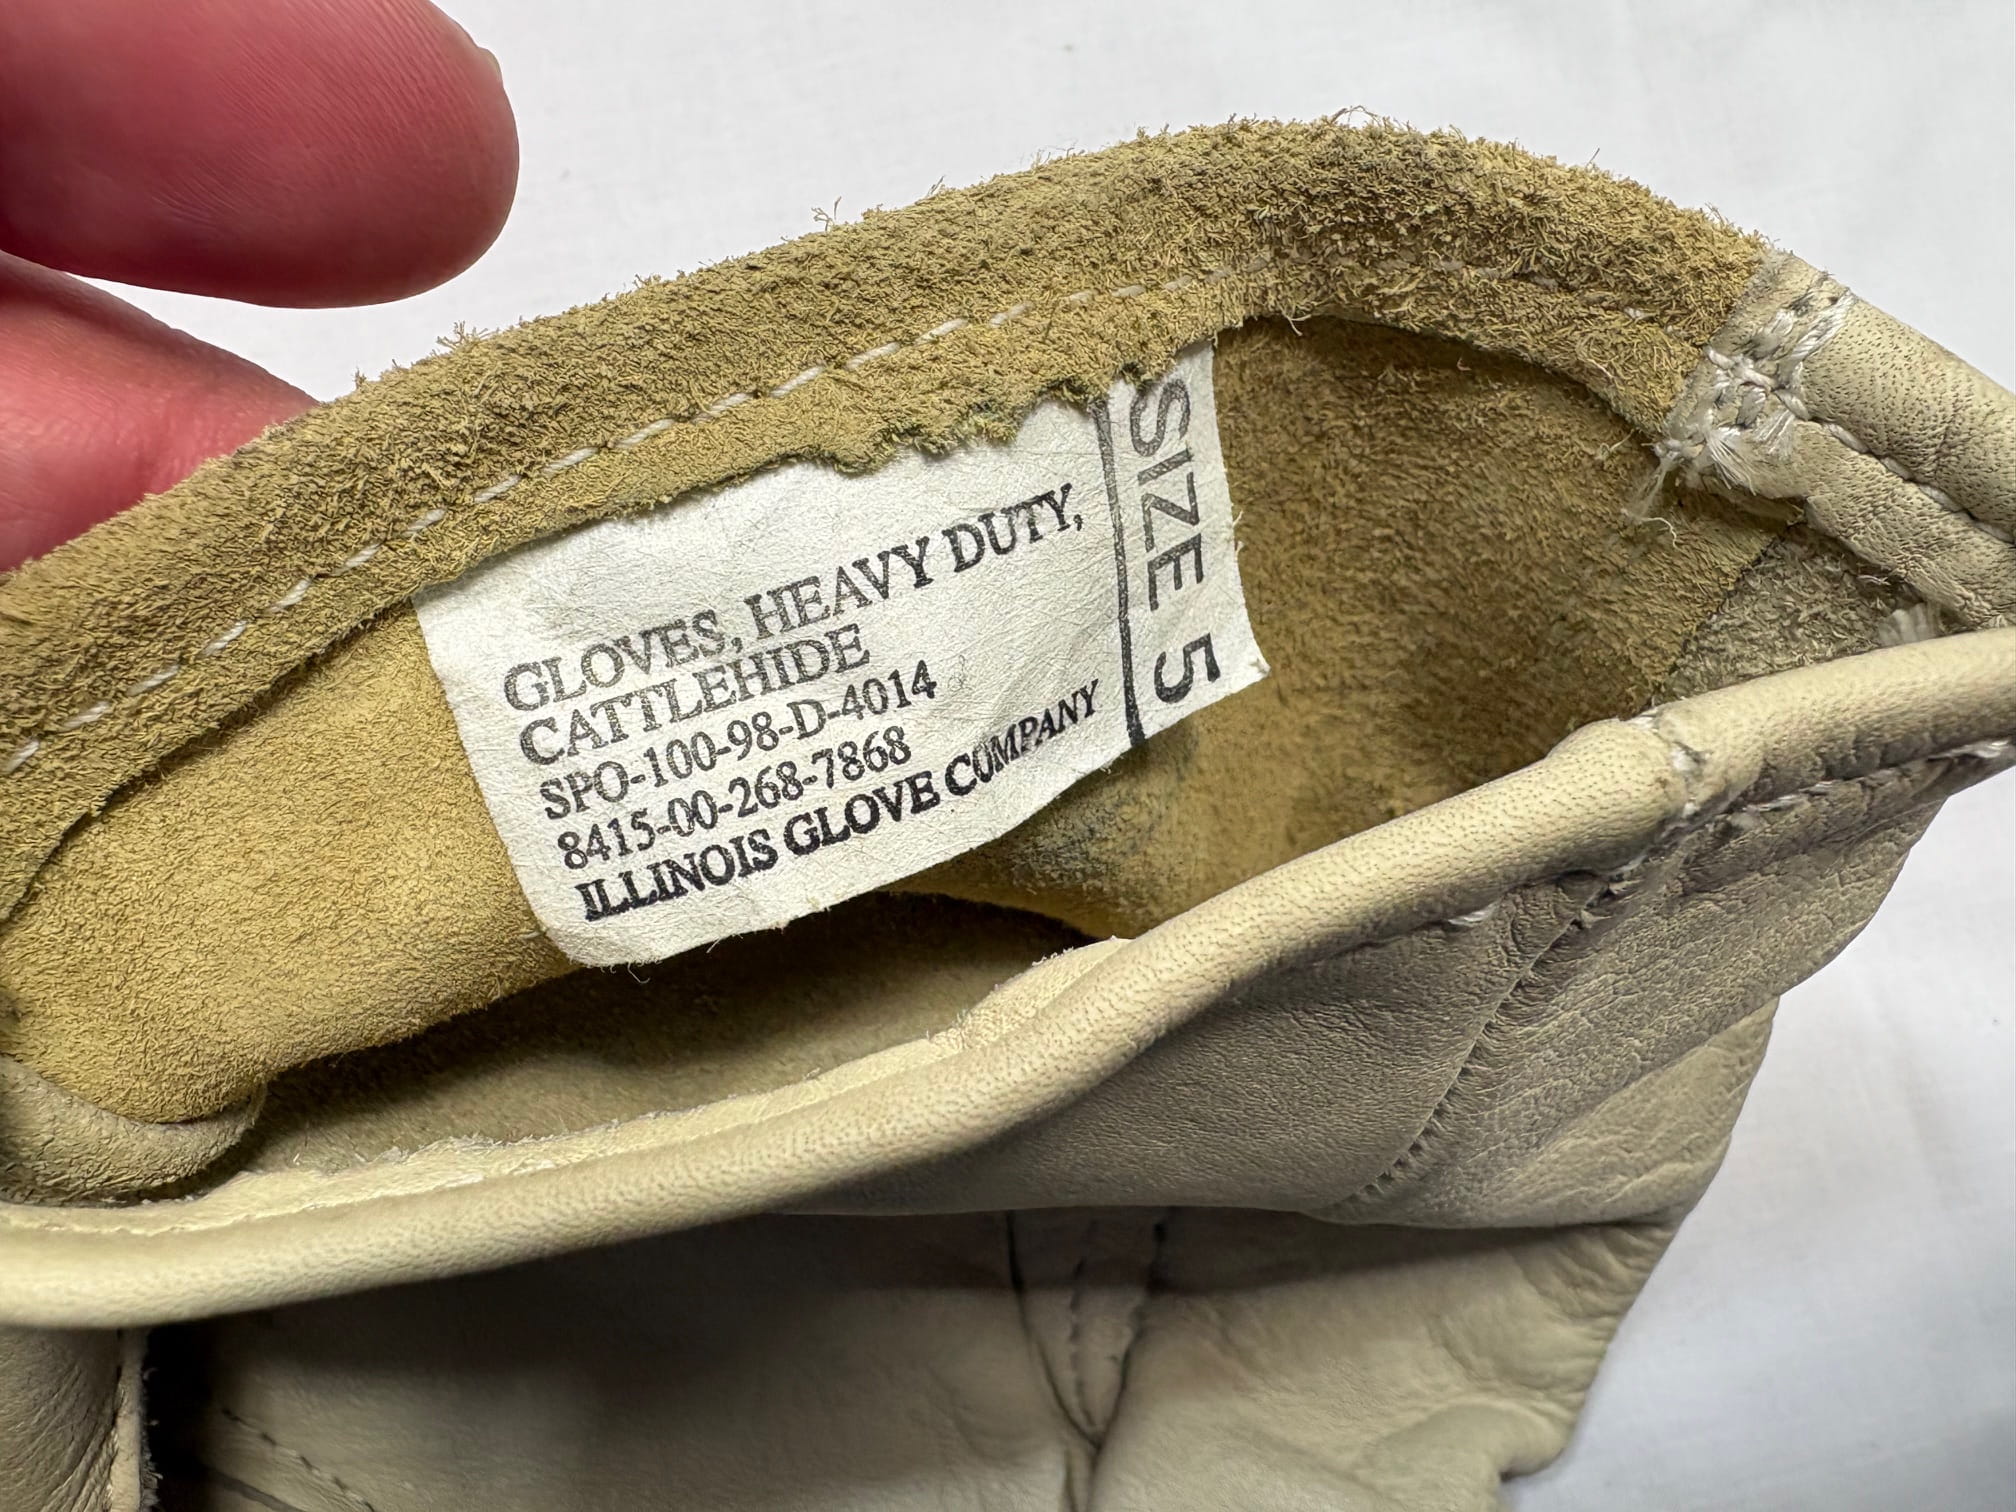 GLOVES, HEAVY DUTY,
CATTLEHIDE
SPO-100-98-D-4014
8415-00-268-7868
ILLINOIS GLOVE COMPANY
SIZE 5